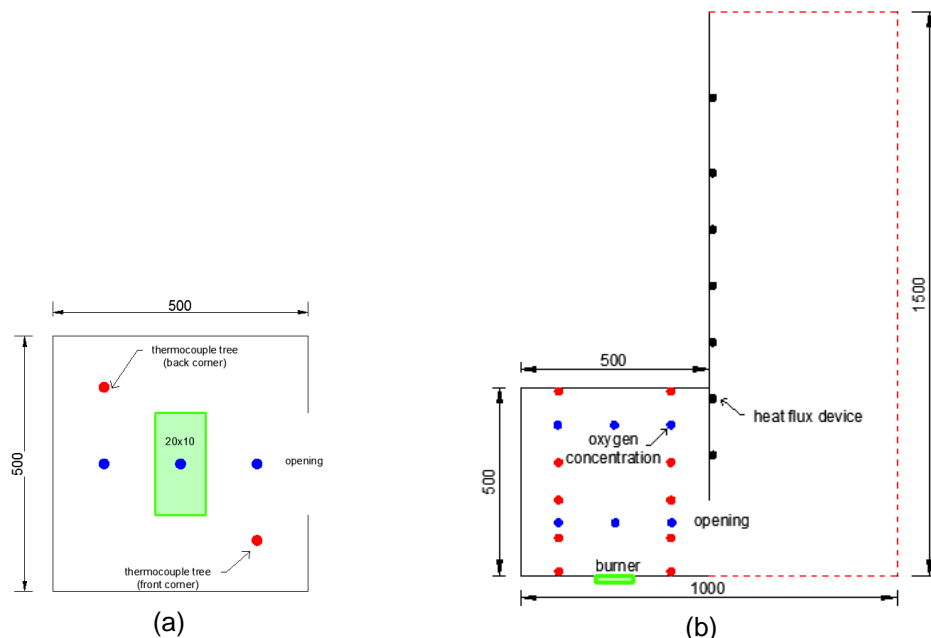 500
thermocouple tree
(back corner)
500
20x10
opening
thermocouple tree
(front corner)
(a)
500
500
1500
heat flux device
oxygen
concentration
opening
burner
1000
(b)